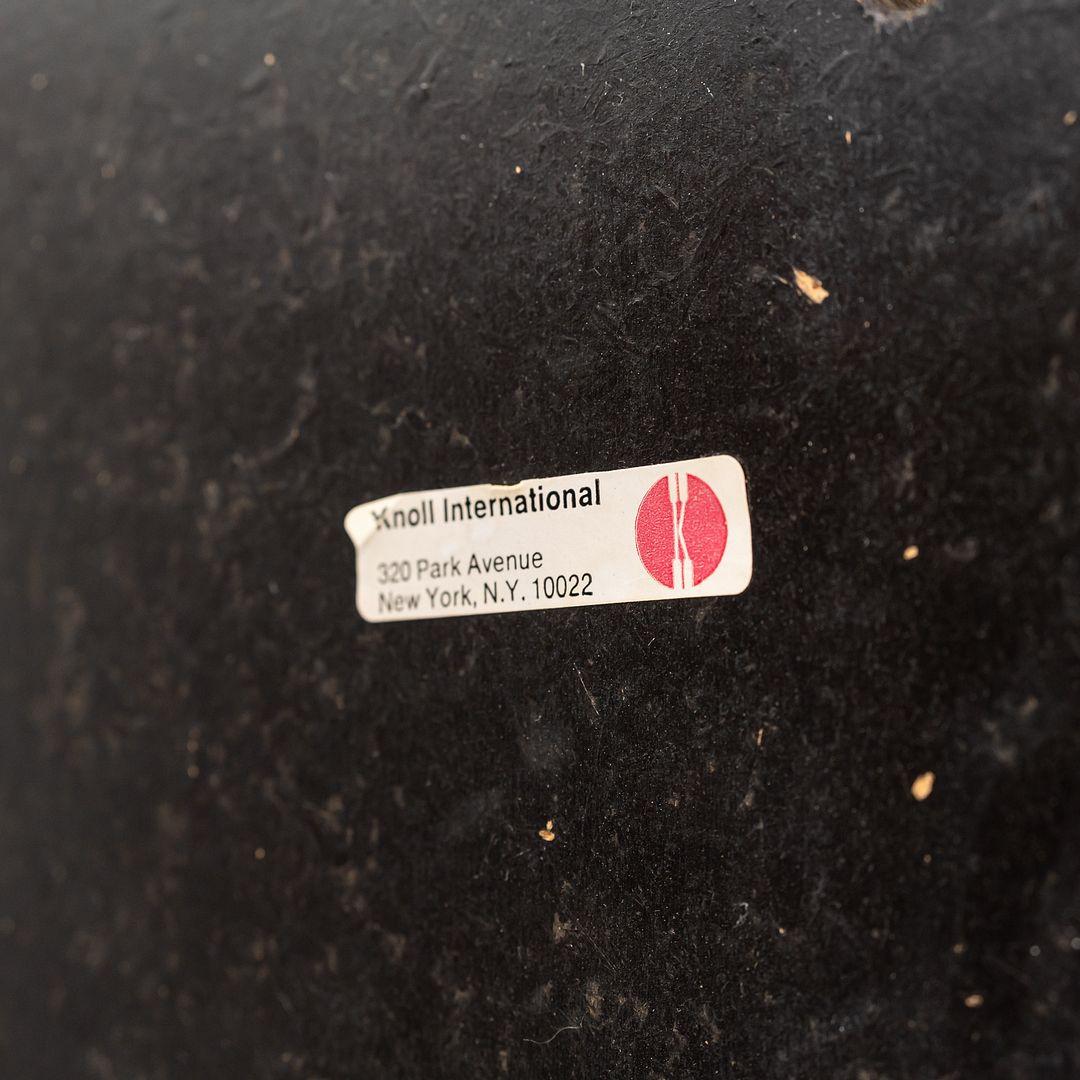 Knoll International
320 Park Avenue
New York, N.Y. 10022